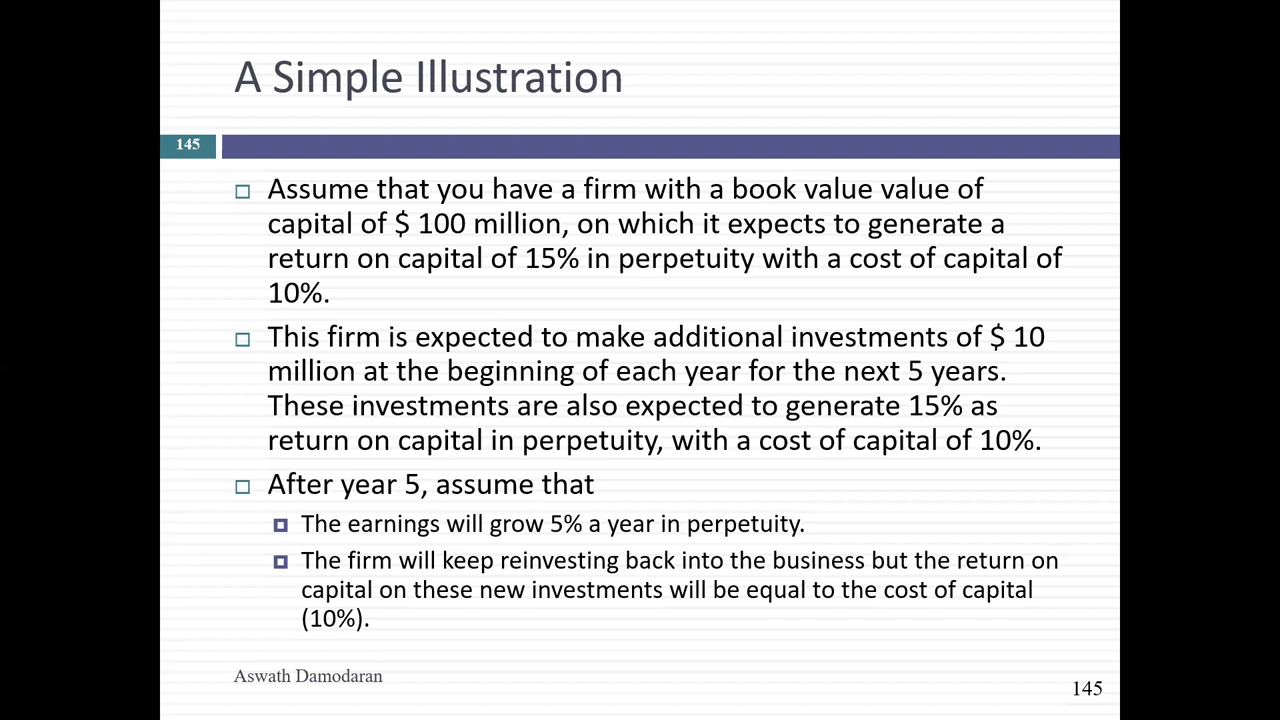 A Simple Illustration
145
Assume that you have a firm with a book value value of
capital of $ 100 million, on which it expects to generate a
return on capital of 15% in perpetuity with a cost of capital of
10%.
This firm is expected to make additional investments of $ 10
million at the beginning of each year for the next 5 years.
These investments are also expected to generate 15% as
return on capital in perpetuity, with a cost of capital of 10%.
After year 5, assume that
The earnings will grow 5% a year in perpetuity.
The firm will keep reinvesting back into the business but the return on
capital on these new investments will be equal to the cost of capital
(10%).
Aswath Damodaran
145